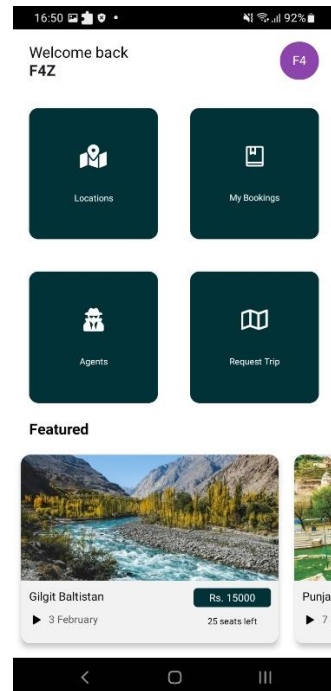 16:50 92%
Welcome back
F4Z
F4
Locations
My Bookings
Agents
Request Trip
Featured
Gilgit Baltistan
Rs. 15000
3 February
25 seats left
Punja
7